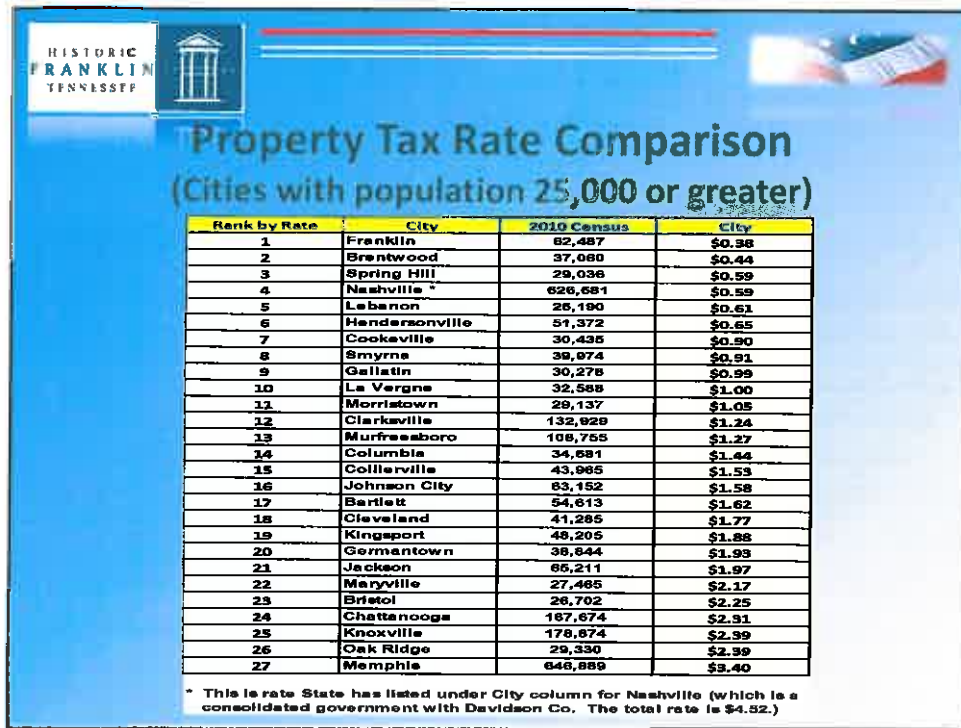 HISTORIC
FRANKLIN
TENNESSEE
Property Tax Rate Comparison
(Cities with population 25,000 or greater)
Rank by Rate City 2010 Census City
1 Franklin 62,487 $0.38
2 Brentwood 37,060 $0.44
3 Spring Hill 29,036 $0.59
4 Nashville * 626,681 $0.59
5 Lebanon 26,190 $0.61
6 Hendersonville 51,372 $0.65
7 Cookeville 30,435 $0.90
8 Smyrna 39,974 $0.91
9 Gallatin 30,278 $0.99
10 La Vergne 32,588 $1.00
11 Morristown 29,137 $1.05
12 Clarksville 132,929 $1.24
13 Murfreesboro 108,755 $1.27
14 Columbia 34,681 $1.44
15 Collierville 43,965 $1.53
16 Johnson City 63,152 $1.58
17 Bartlett 54,613 $1.62
18 Cleveland 41,285 $1.77
19 Kingsport 48,205 $1.88
20 Germantown 38,844 $1.93
21 Jackson 65,211 $1.97
22 Maryville 27,465 $2.17
23 Bristol 26,702 $2.25
24 Chattanooga 167,674 $2.31
25 Knoxville 178,874 $2.39
26 Oak Ridge 29,330 $2.39
27 Memphis 646,889 $3.40
* This is rate State has listed under City column for Nashville (which is a
consolidated government with Davidson Co. The total rate is $4.52.)